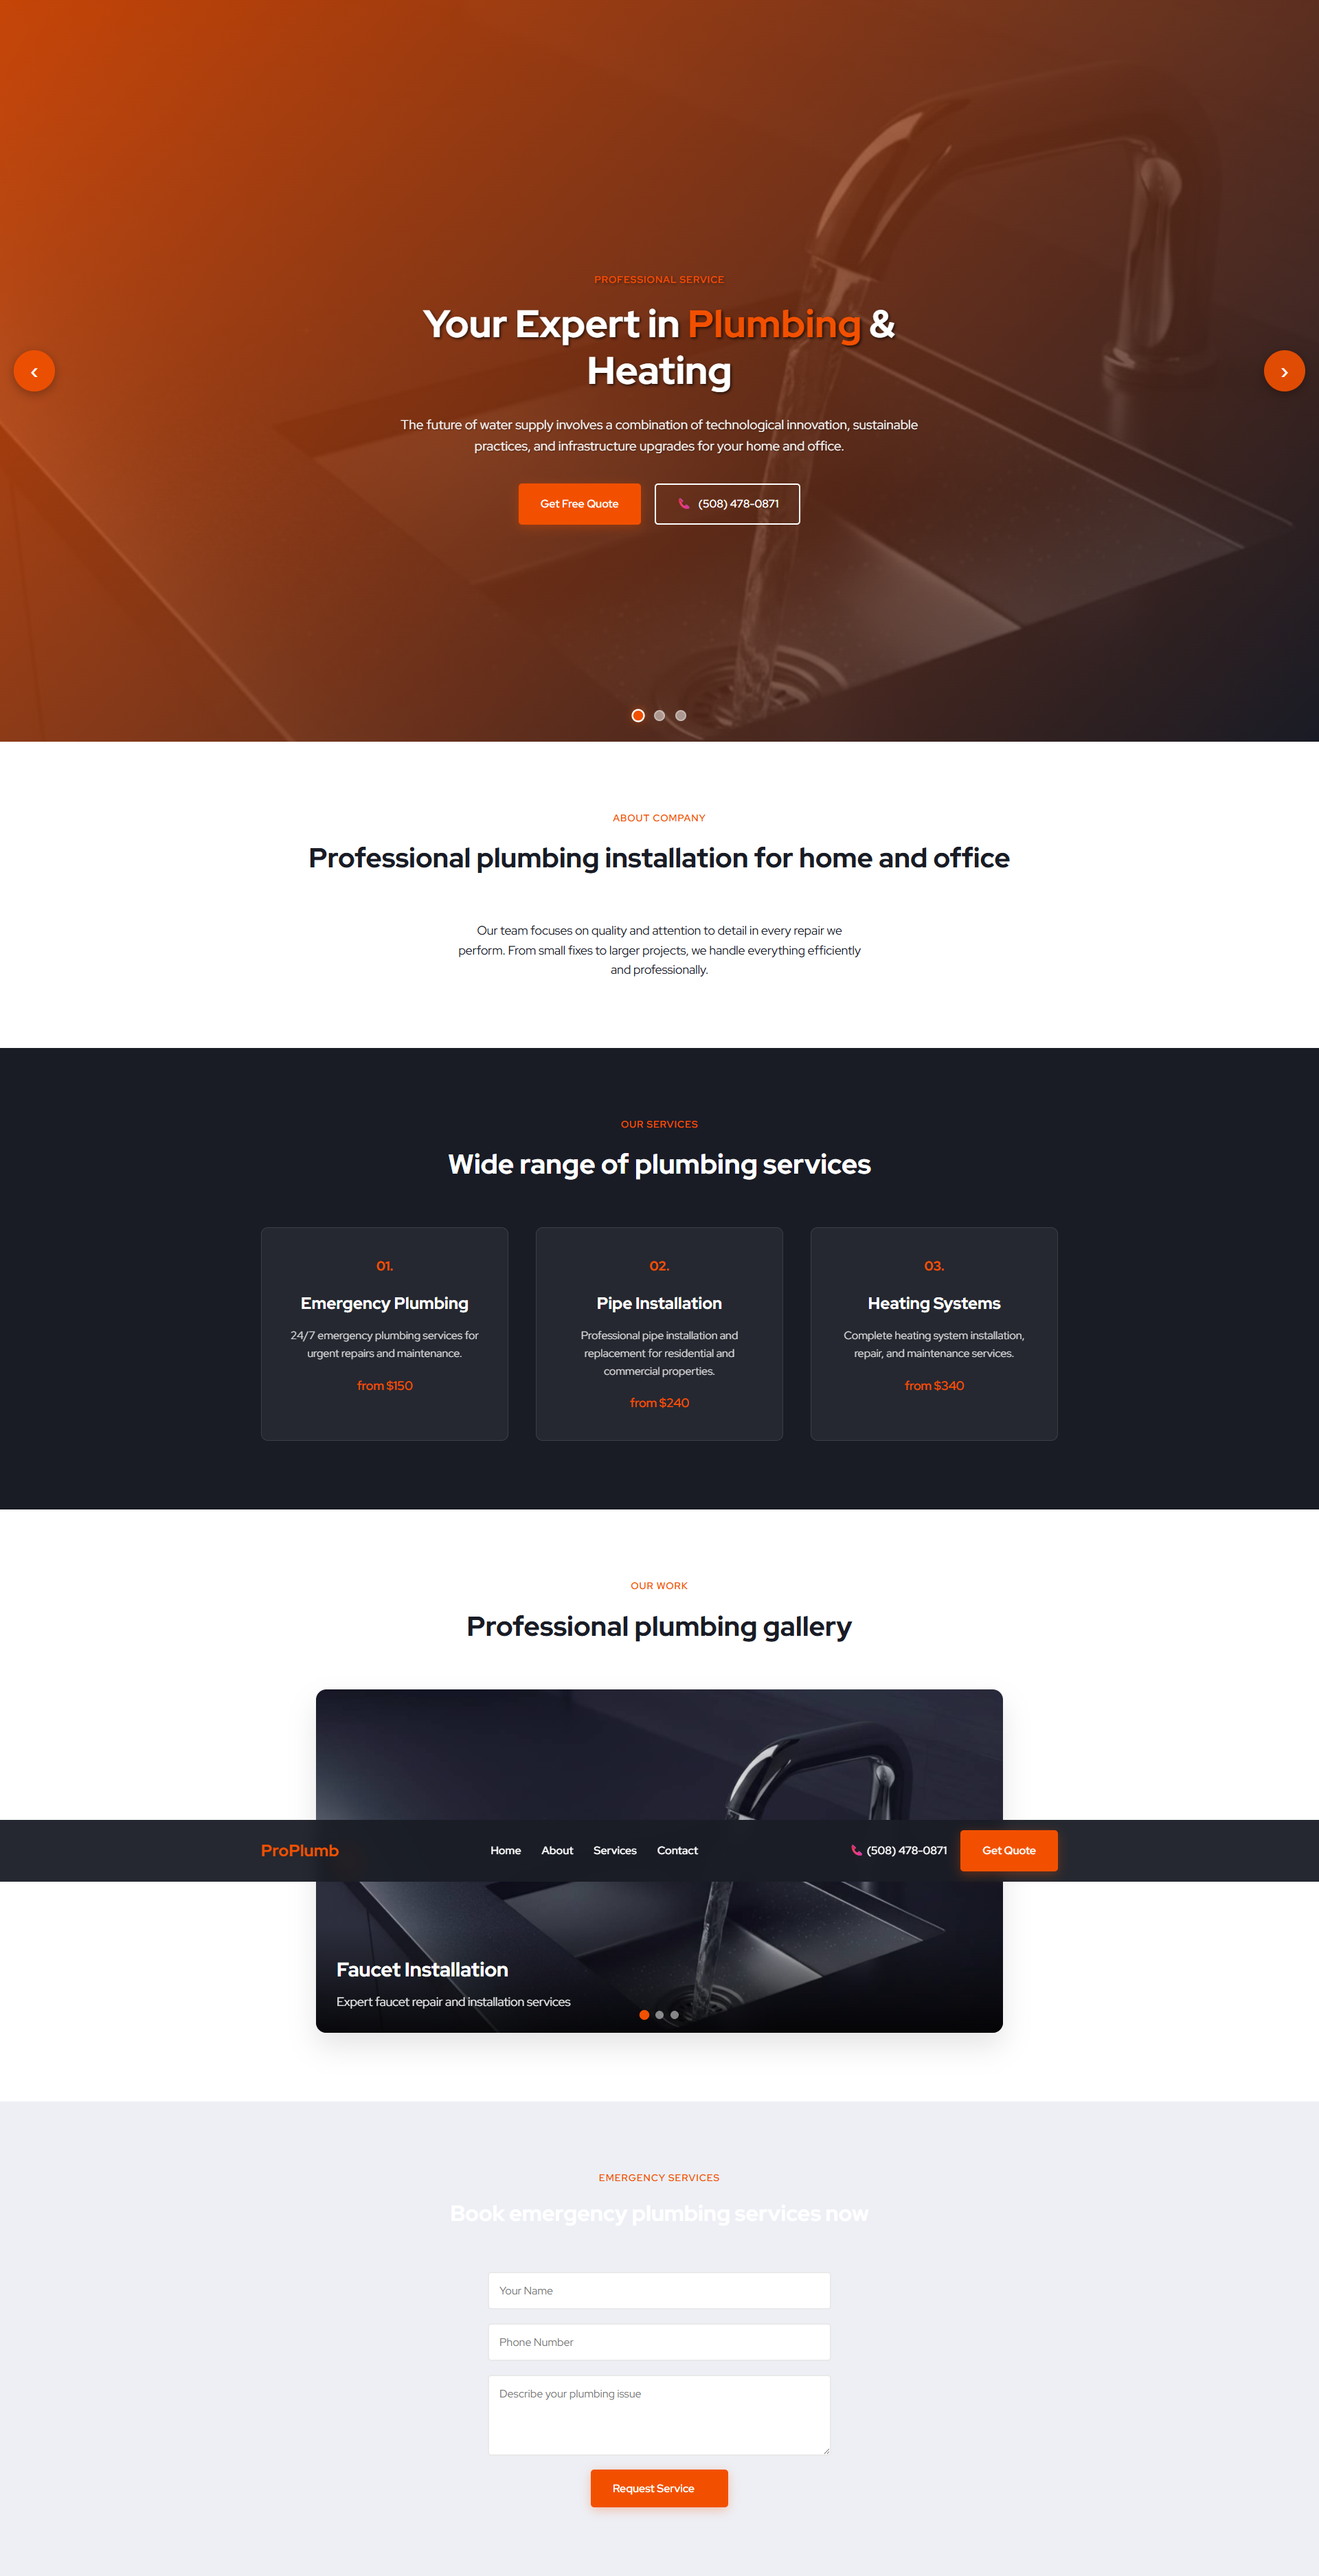 PROFESSIONAL SERVICE
Your Expert in Plumbing &
Heating
The future of water supply involves a combination of technological innovation, sustainable
practices, and infrastructure upgrades for your home and office.
Get Free Quote
(508) 478-0871
‹
›
ABOUT COMPANY
Professional plumbing installation for home and office
Our team focuses on quality and attention to detail in every repair we
perform. From small fixes to larger projects, we handle everything efficiently
and professionally.
OUR SERVICES
Wide range of plumbing services
01.
Emergency Plumbing
24/7 emergency plumbing services for
urgent repairs and maintenance.
from $150
02.
Pipe Installation
Professional pipe installation and
replacement for residential and
commercial properties.
from $240
03.
Heating Systems
Complete heating system installation,
repair, and maintenance services.
from $340
OUR WORK
Professional plumbing gallery
ProPlumb
Home
About
Services
Contact
(508) 478-0871
Get Quote
Faucet Installation
Expert faucet repair and installation services
EMERGENCY SERVICES
Book emergency plumbing services now
Your Name
Phone Number
Describe your plumbing issue
Request Service